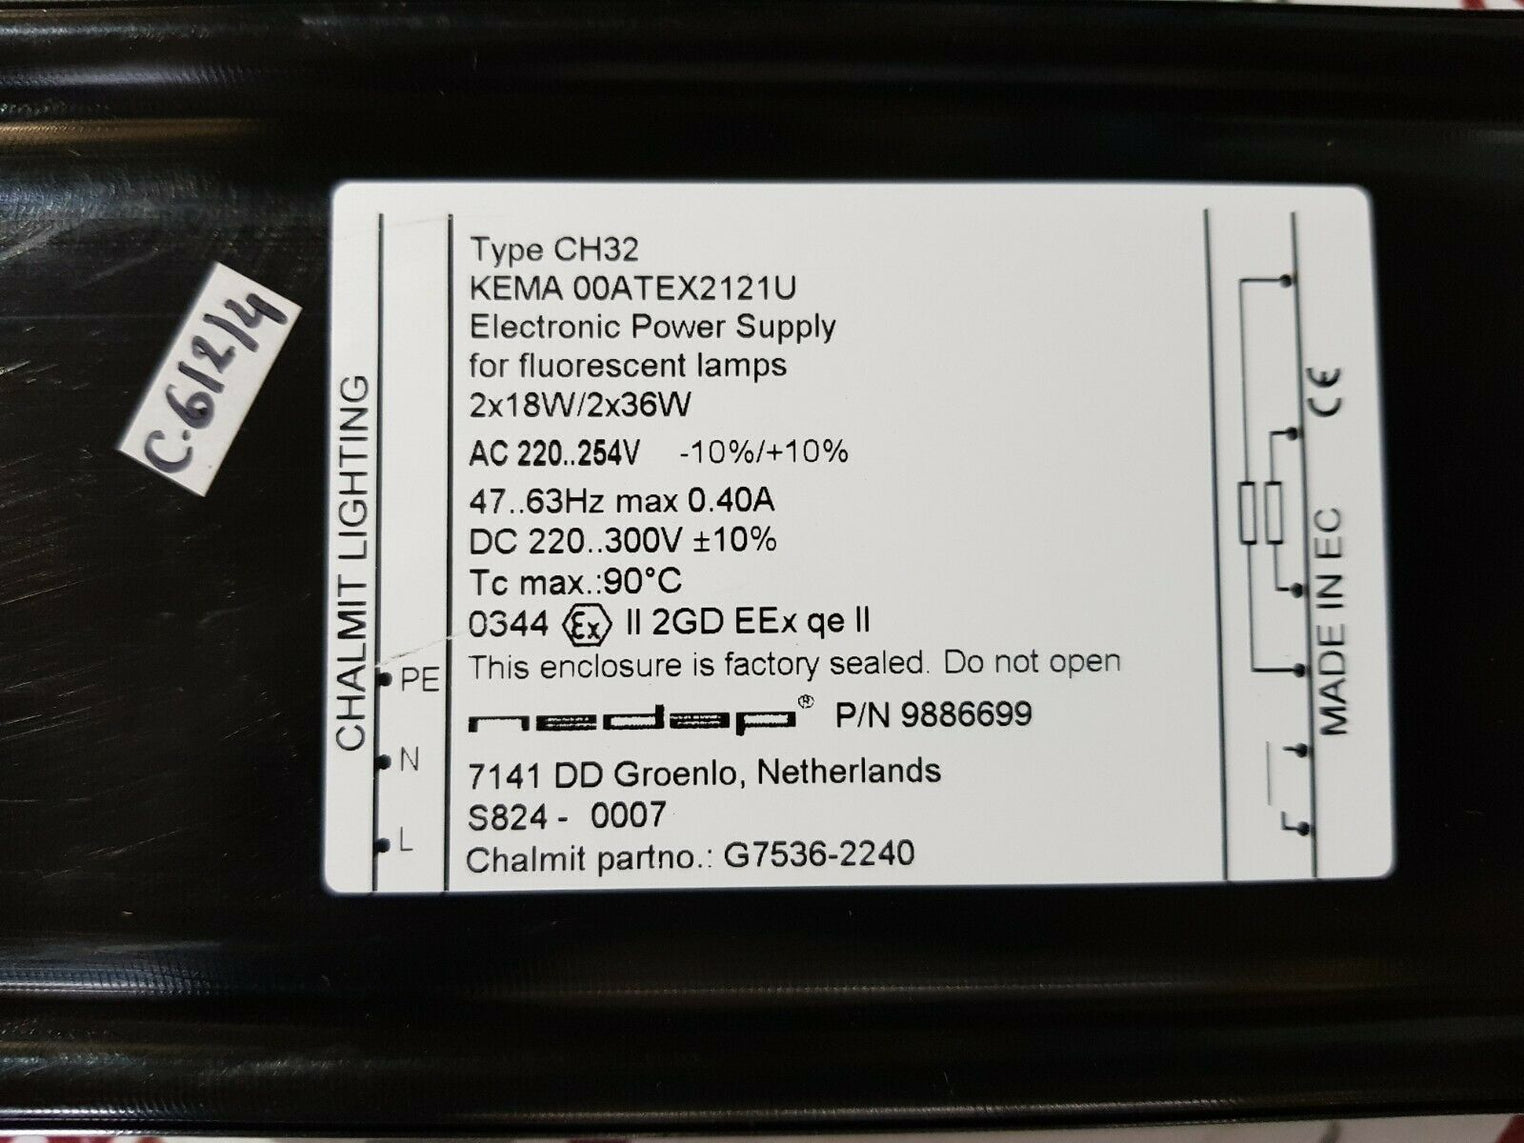 C-6/2/4
CHALMIT LIGHTING
PE
N
L
Type CH32
KEMA 00ATEX2121U
Electronic Power Supply
for fluorescent lamps
2x18W/2x36W
AC 220..254V -10%/+10%
47..63Hz max 0.40A
DC 220..300V ±10%
Tc max.:90°C
0344 Ex II 2GD EEx qe II
This enclosure is factory sealed. Do not open
nedap® P/N 9886699
7141 DD Groenlo, Netherlands
S824 - 0007
Chalmit partno.: G7536-2240
MADE IN EC CE